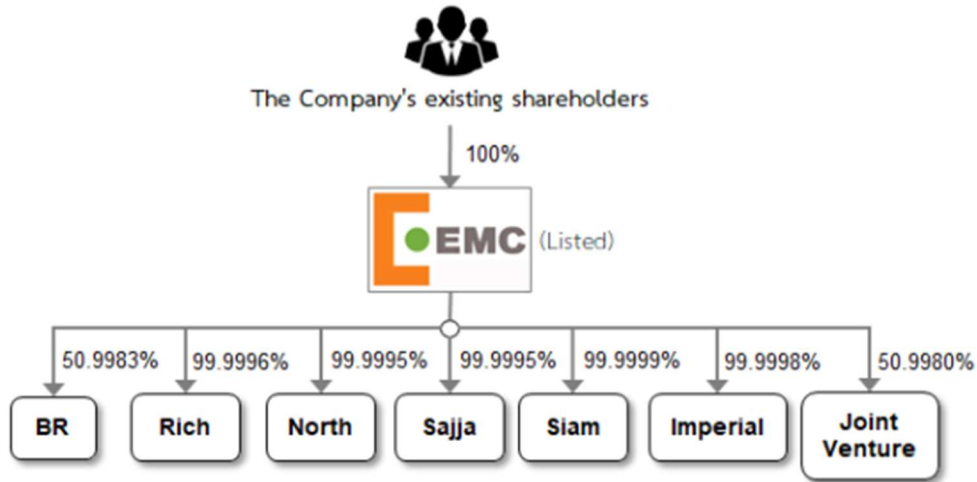 The Company's existing shareholders
100%
EMC (Listed)
50.9983% 99.9996% 99.9995% 99.9995% 99.9999% 99.9998% 50.9980%
BR Rich North Sajja Siam Imperial Joint
Venture